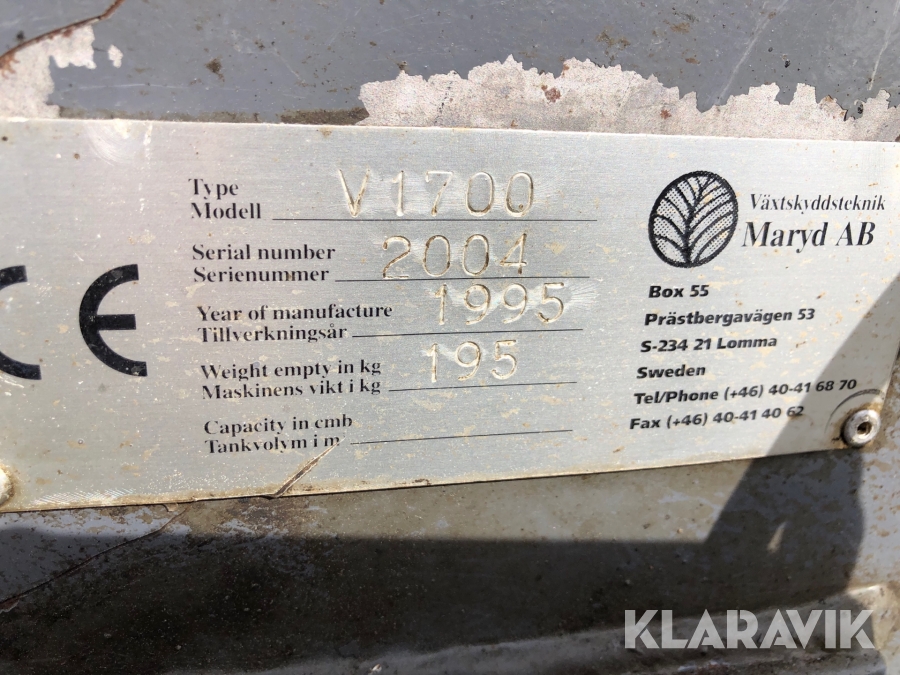 Type
Modell V1700
Serial number
Serienummer 2004
Year of manufacture
Tillverkningsår 1995
Weight empty in kg
Maskinens vikt i kg 195
Capacity in cmb
Tankvolym i m
CE
Växtskyddsteknik
Maryd AB
Box 55
Prästbergavägen 53
S-234 21 Lomma
Sweden
Tel/Phone (+46) 40-41 68 70
Fax (+46) 40-41 40 62
KLARAVIK